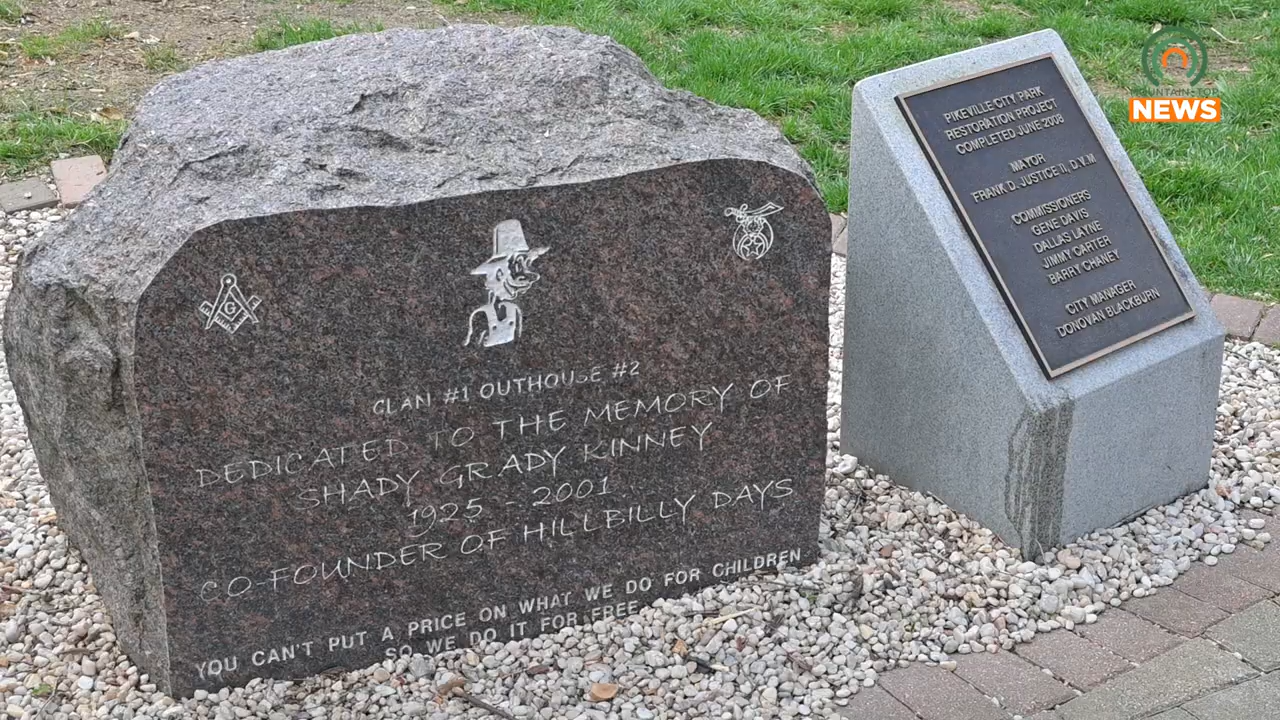 G
CLAN #1 OUTHOUSE #2
DEDICATED TO THE MEMORY OF
SHADY GRADY KINNEY
1925 - 2001
CO-FOUNDER OF HILLBILLY DAYS
YOU CAN'T PUT A PRICE ON WHAT WE DO FOR CHILDREN
SO WE DO IT FOR FREE
PIKEVILLE CITY PARK
RESTORATION PROJECT
COMPLETED JUNE 2008
MAYOR
FRANK D. JUSTICE II, D.V.M
COMMISSIONERS
GENE DAVIS
DALLAS LAYNE
JIMMY CARTER
BARRY CHANEY
CITY MANAGER
DONOVAN BLACKBURN
MOUNTAIN-TOP
NEWS